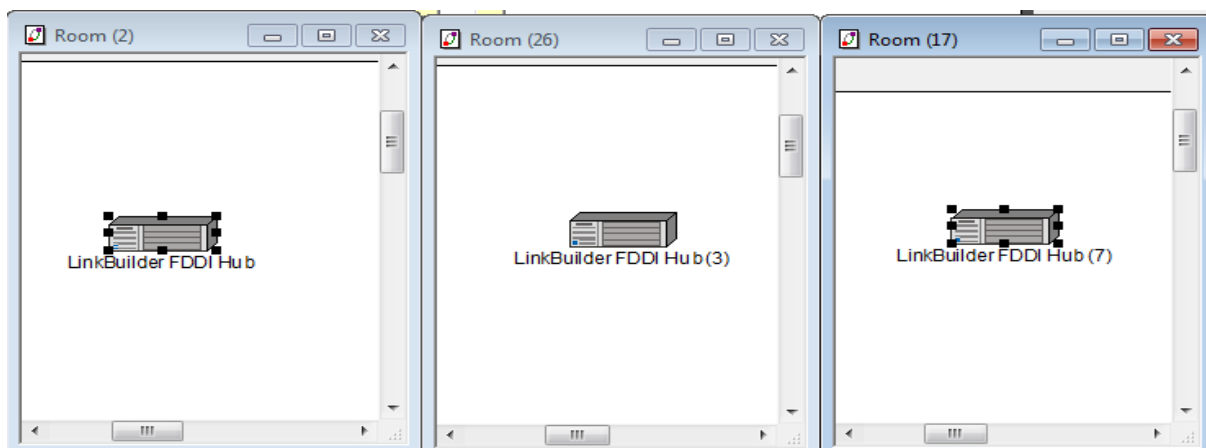 Room (2)
Room (26)
Room (17)
LinkBuilder FDDI Hub
LinkBuilder FDDI Hub (3)
LinkBuilder FDDI Hub (7)